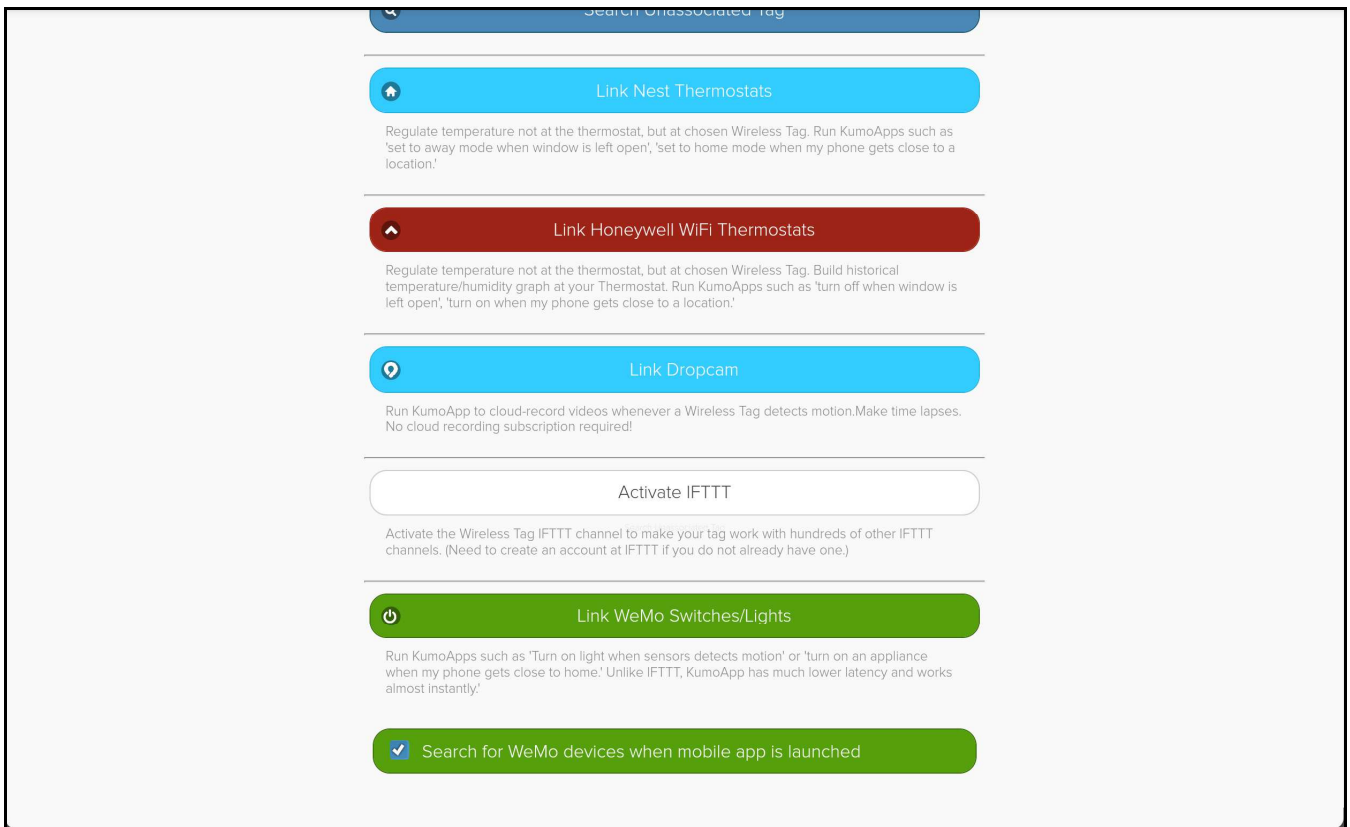 Search Unassociated Tag
Link Nest Thermostats
Regulate temperature not at the thermostat, but at chosen Wireless Tag. Run KumoApps such as
'set to away mode when window is left open', 'set to home mode when my phone gets close to a
location.'
Link Honeywell WiFi Thermostats
Regulate temperature not at the thermostat, but at chosen Wireless Tag. Build historical
temperature/humidity graph at your Thermostat. Run KumoApps such as 'turn off when window is
left open', 'turn on when my phone gets close to a location.'
Link Dropcam
Run KumoApp to cloud-record videos whenever a Wireless Tag detects motion.Make time lapses.
No cloud recording subscription required!
Activate IFTTT
Activate the Wireless Tag IFTTT channel to make your tag work with hundreds of other IFTTT
channels. (Need to create an account at IFTTT if you do not already have one.)
Link WeMo Switches/Lights
Run KumoApps such as 'Turn on light when sensors detects motion' or 'turn on an appliance
when my phone gets close to home.' Unlike IFTTT, KumoApp has much lower latency and works
almost instantly.'
Search for WeMo devices when mobile app is launched